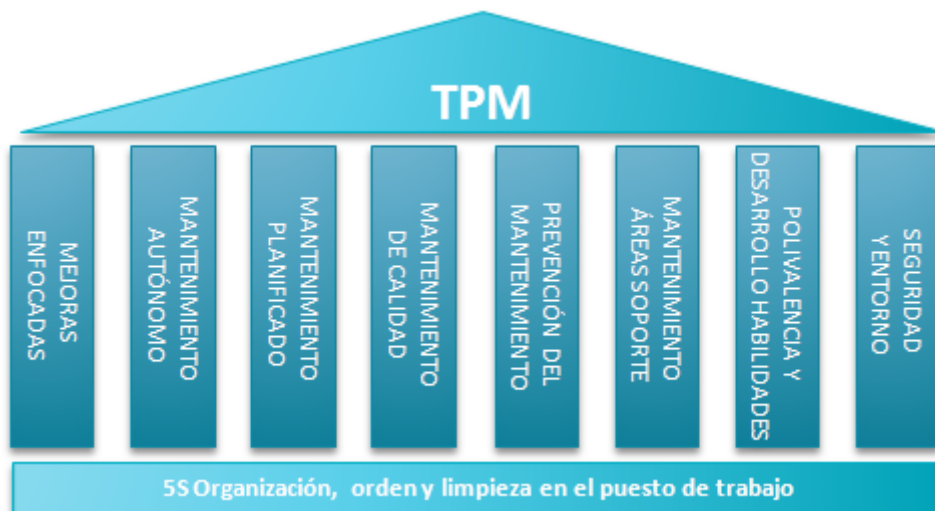 TPM
MEJORAS
ENFOCADAS
MANTENIMIENTO
AUTÓNOMO
MANTENIMIENTO
PLANIFICADO
MANTENIMIENTO
DE CALIDAD
PREVENCIÓN DEL
MANTENIMIENTO
MANTENIMIENTO
ÁREAS SOPORTE
POLIVALENCIA Y
DESARROLLO HABILIDADES
SEGURIDAD
Y ENTORNO
5S Organización, orden y limpieza en el puesto de trabajo